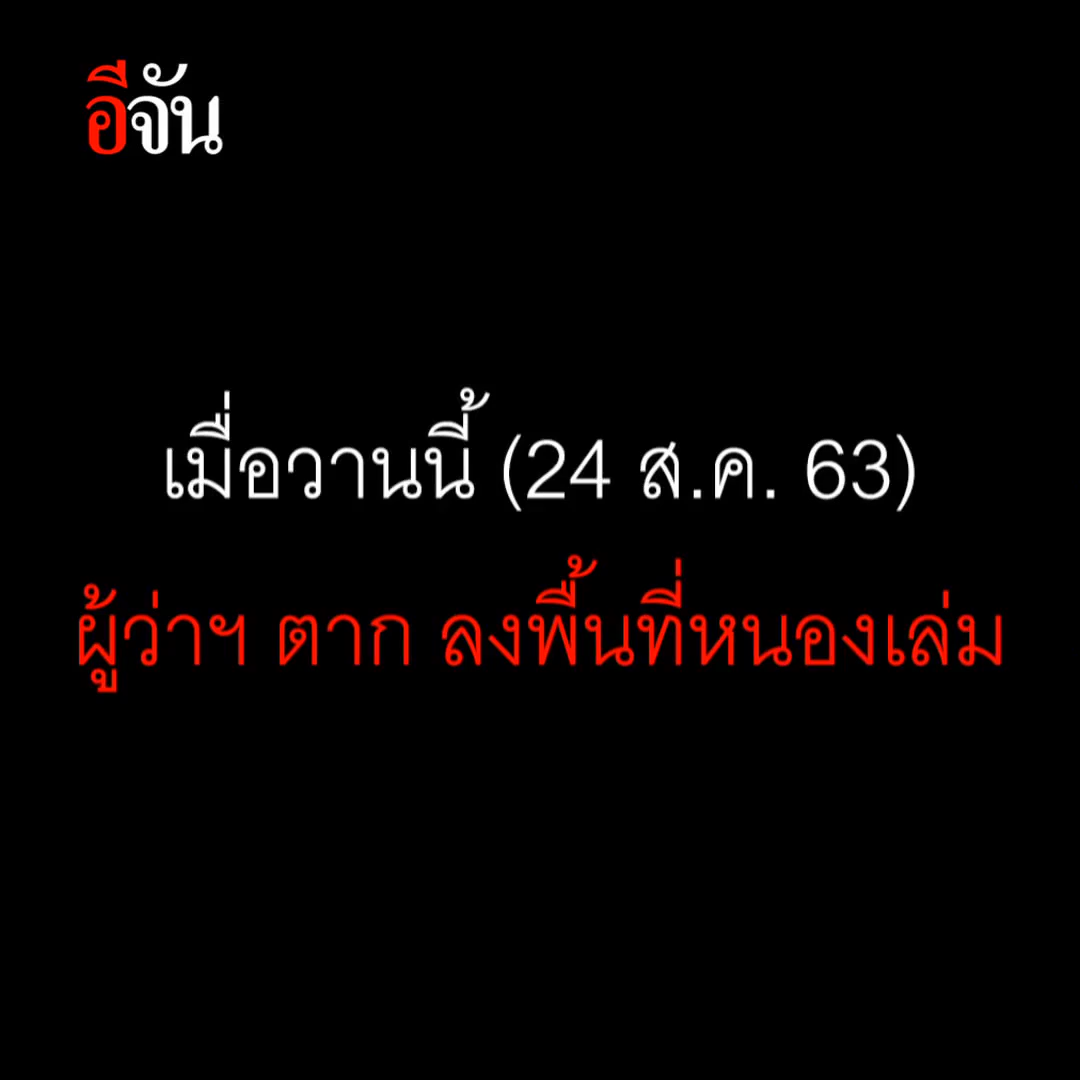 อีจัน
เมื่อวานนี้ (24 ส.ค. 63)
ผู้ว่าฯ ตาก ลงพื้นที่หนองเล่ม